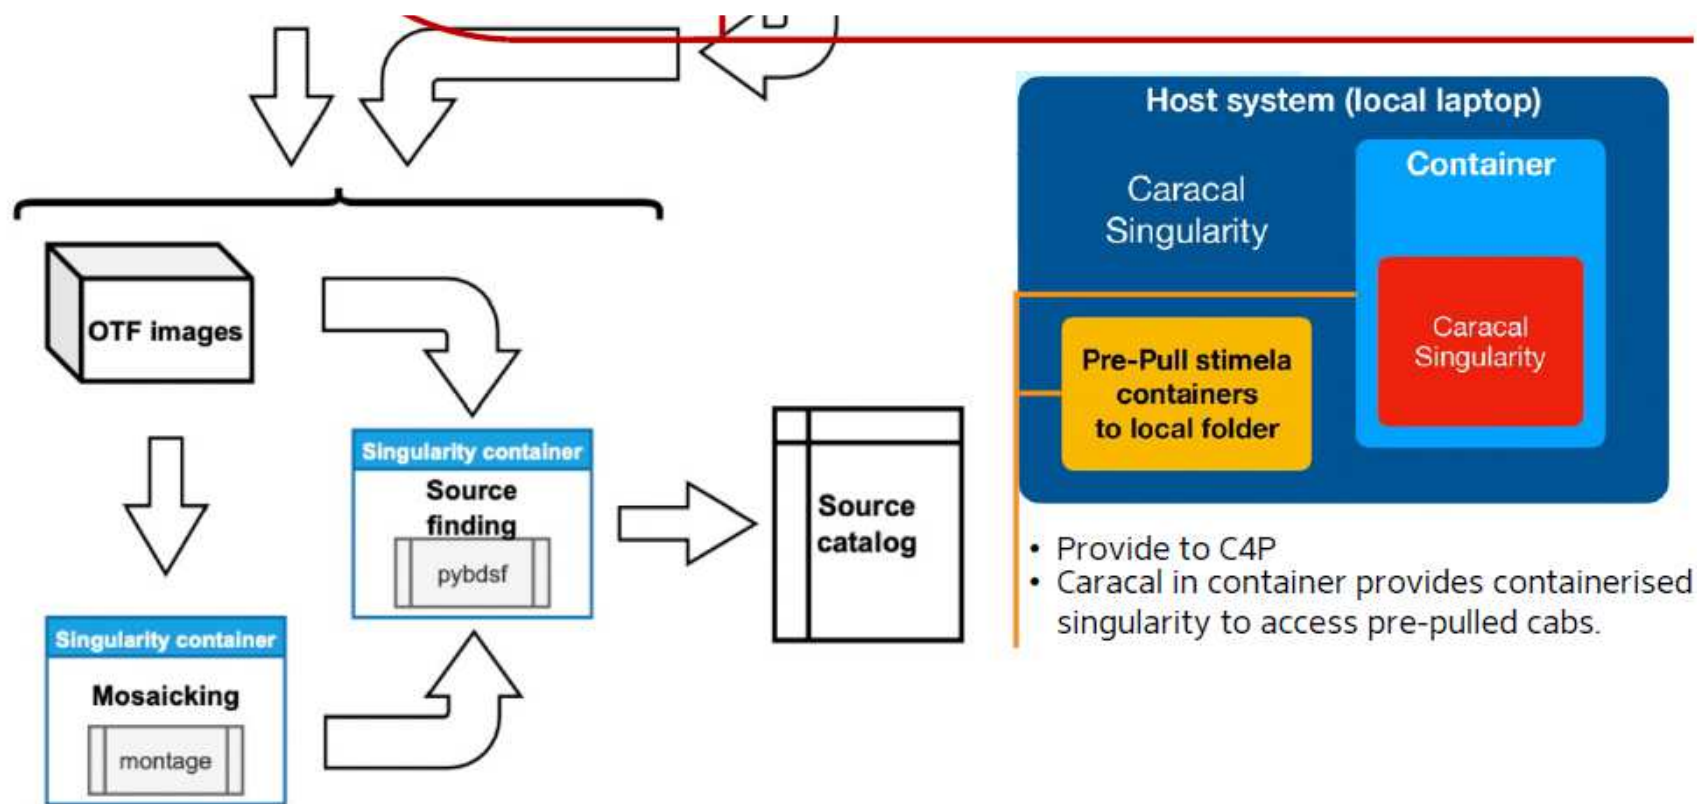 OTF images
Singularity container
Source
finding
pybdsf
Source
catalog
Singularity container
Mosaicking
montage
Host system (local laptop)
Caracal
Singularity
Container
Caracal
Singularity
Pre-Pull stimela
containers
to local folder
• Provide to C4P
• Caracal in container provides containerised
singularity to access pre-pulled cabs.